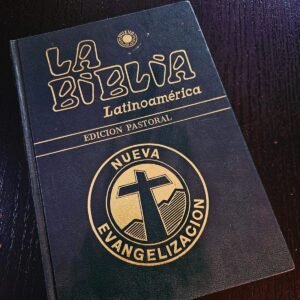 LA
BIBLIA
Latinoamérica
EDICION PASTORAL
NUEVA
EVANGELIZACION